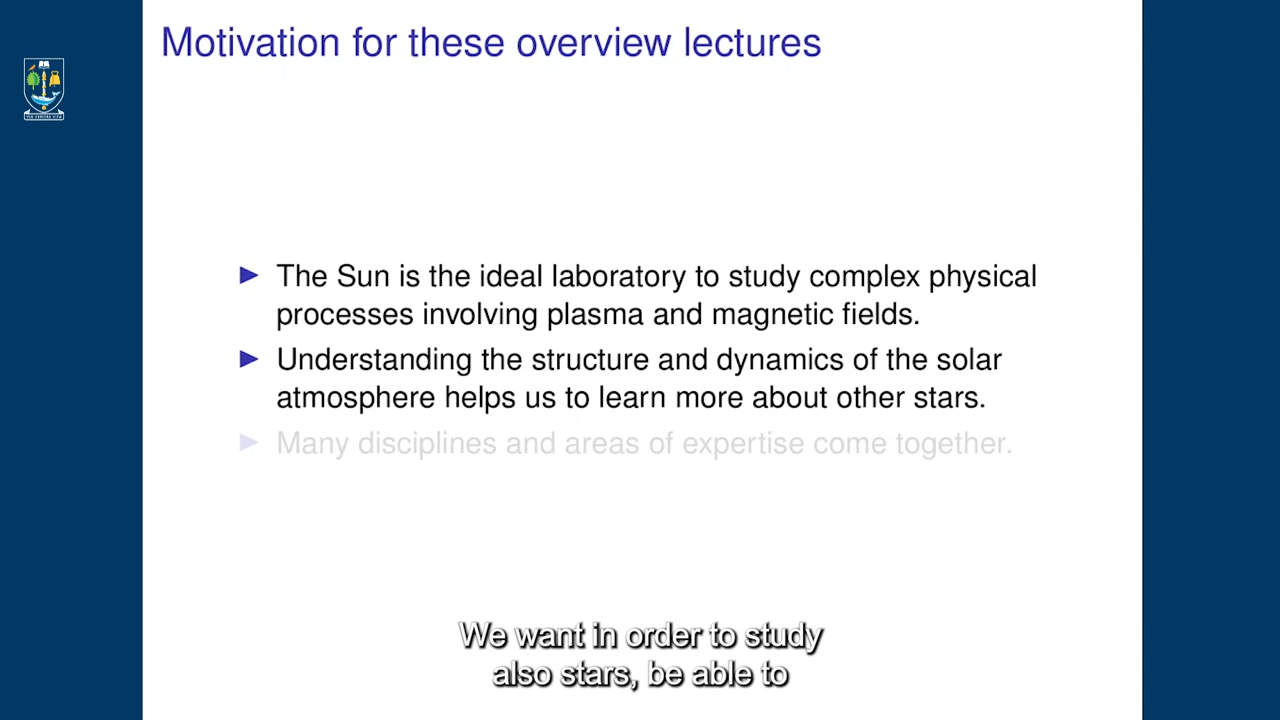 Motivation for these overview lectures
▶ The Sun is the ideal laboratory to study complex physical
processes involving plasma and magnetic fields.
▶ Understanding the structure and dynamics of the solar
atmosphere helps us to learn more about other stars.
▶ Many disciplines and areas of expertise come together.
We want in order to study
also stars, be able to